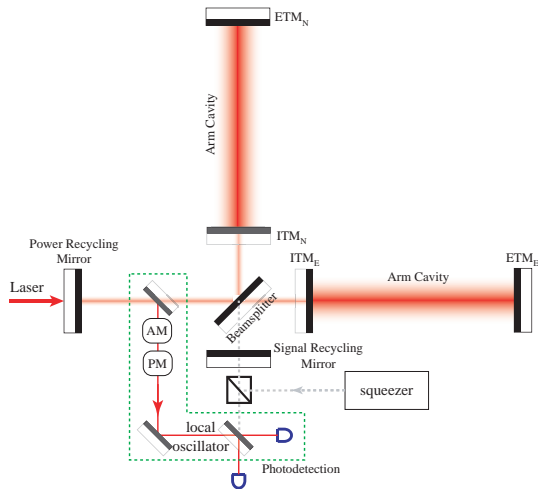 ETM_N
Arm Cavity
ITM_N
Power Recycling
Mirror
ITM_E
ETM_E
Laser
Arm Cavity
Beamsplitter
AM
Signal Recycling
Mirror
PM
squeezer
local
oscillator
Photodetection